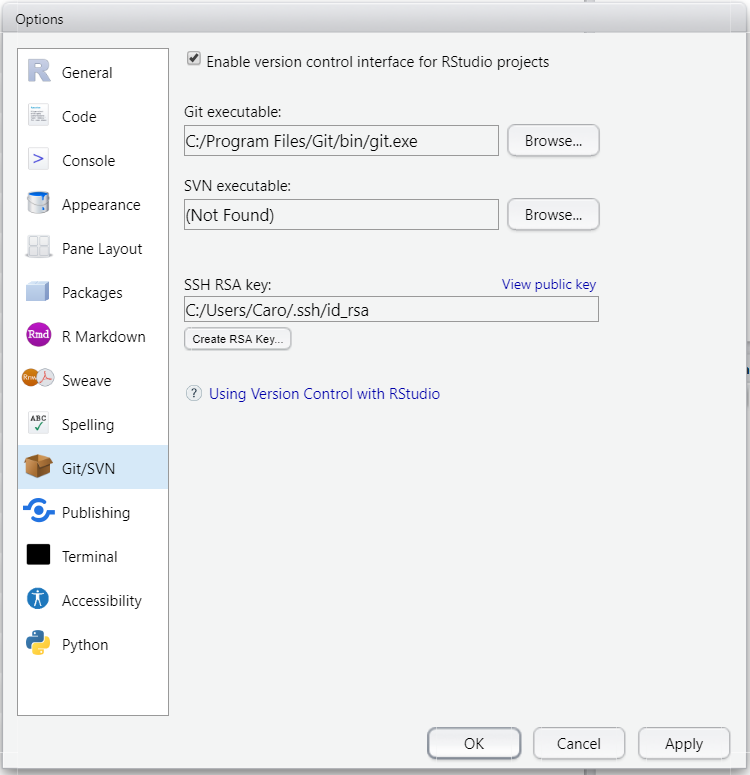 Options
General
Code
Console
Appearance
Pane Layout
Packages
Rmd R Markdown
Rnw Sweave
ABC Spelling
Git/SVN
Publishing
Terminal
Accessibility
Python
Enable version control interface for RStudio projects
Git executable:
C:/Program Files/Git/bin/git.exe Browse...
SVN executable:
(Not Found) Browse...
SSH RSA key: View public key
C:/Users/Caro/.ssh/id_rsa
Create RSA Key...
? Using Version Control with RStudio
OK Cancel Apply